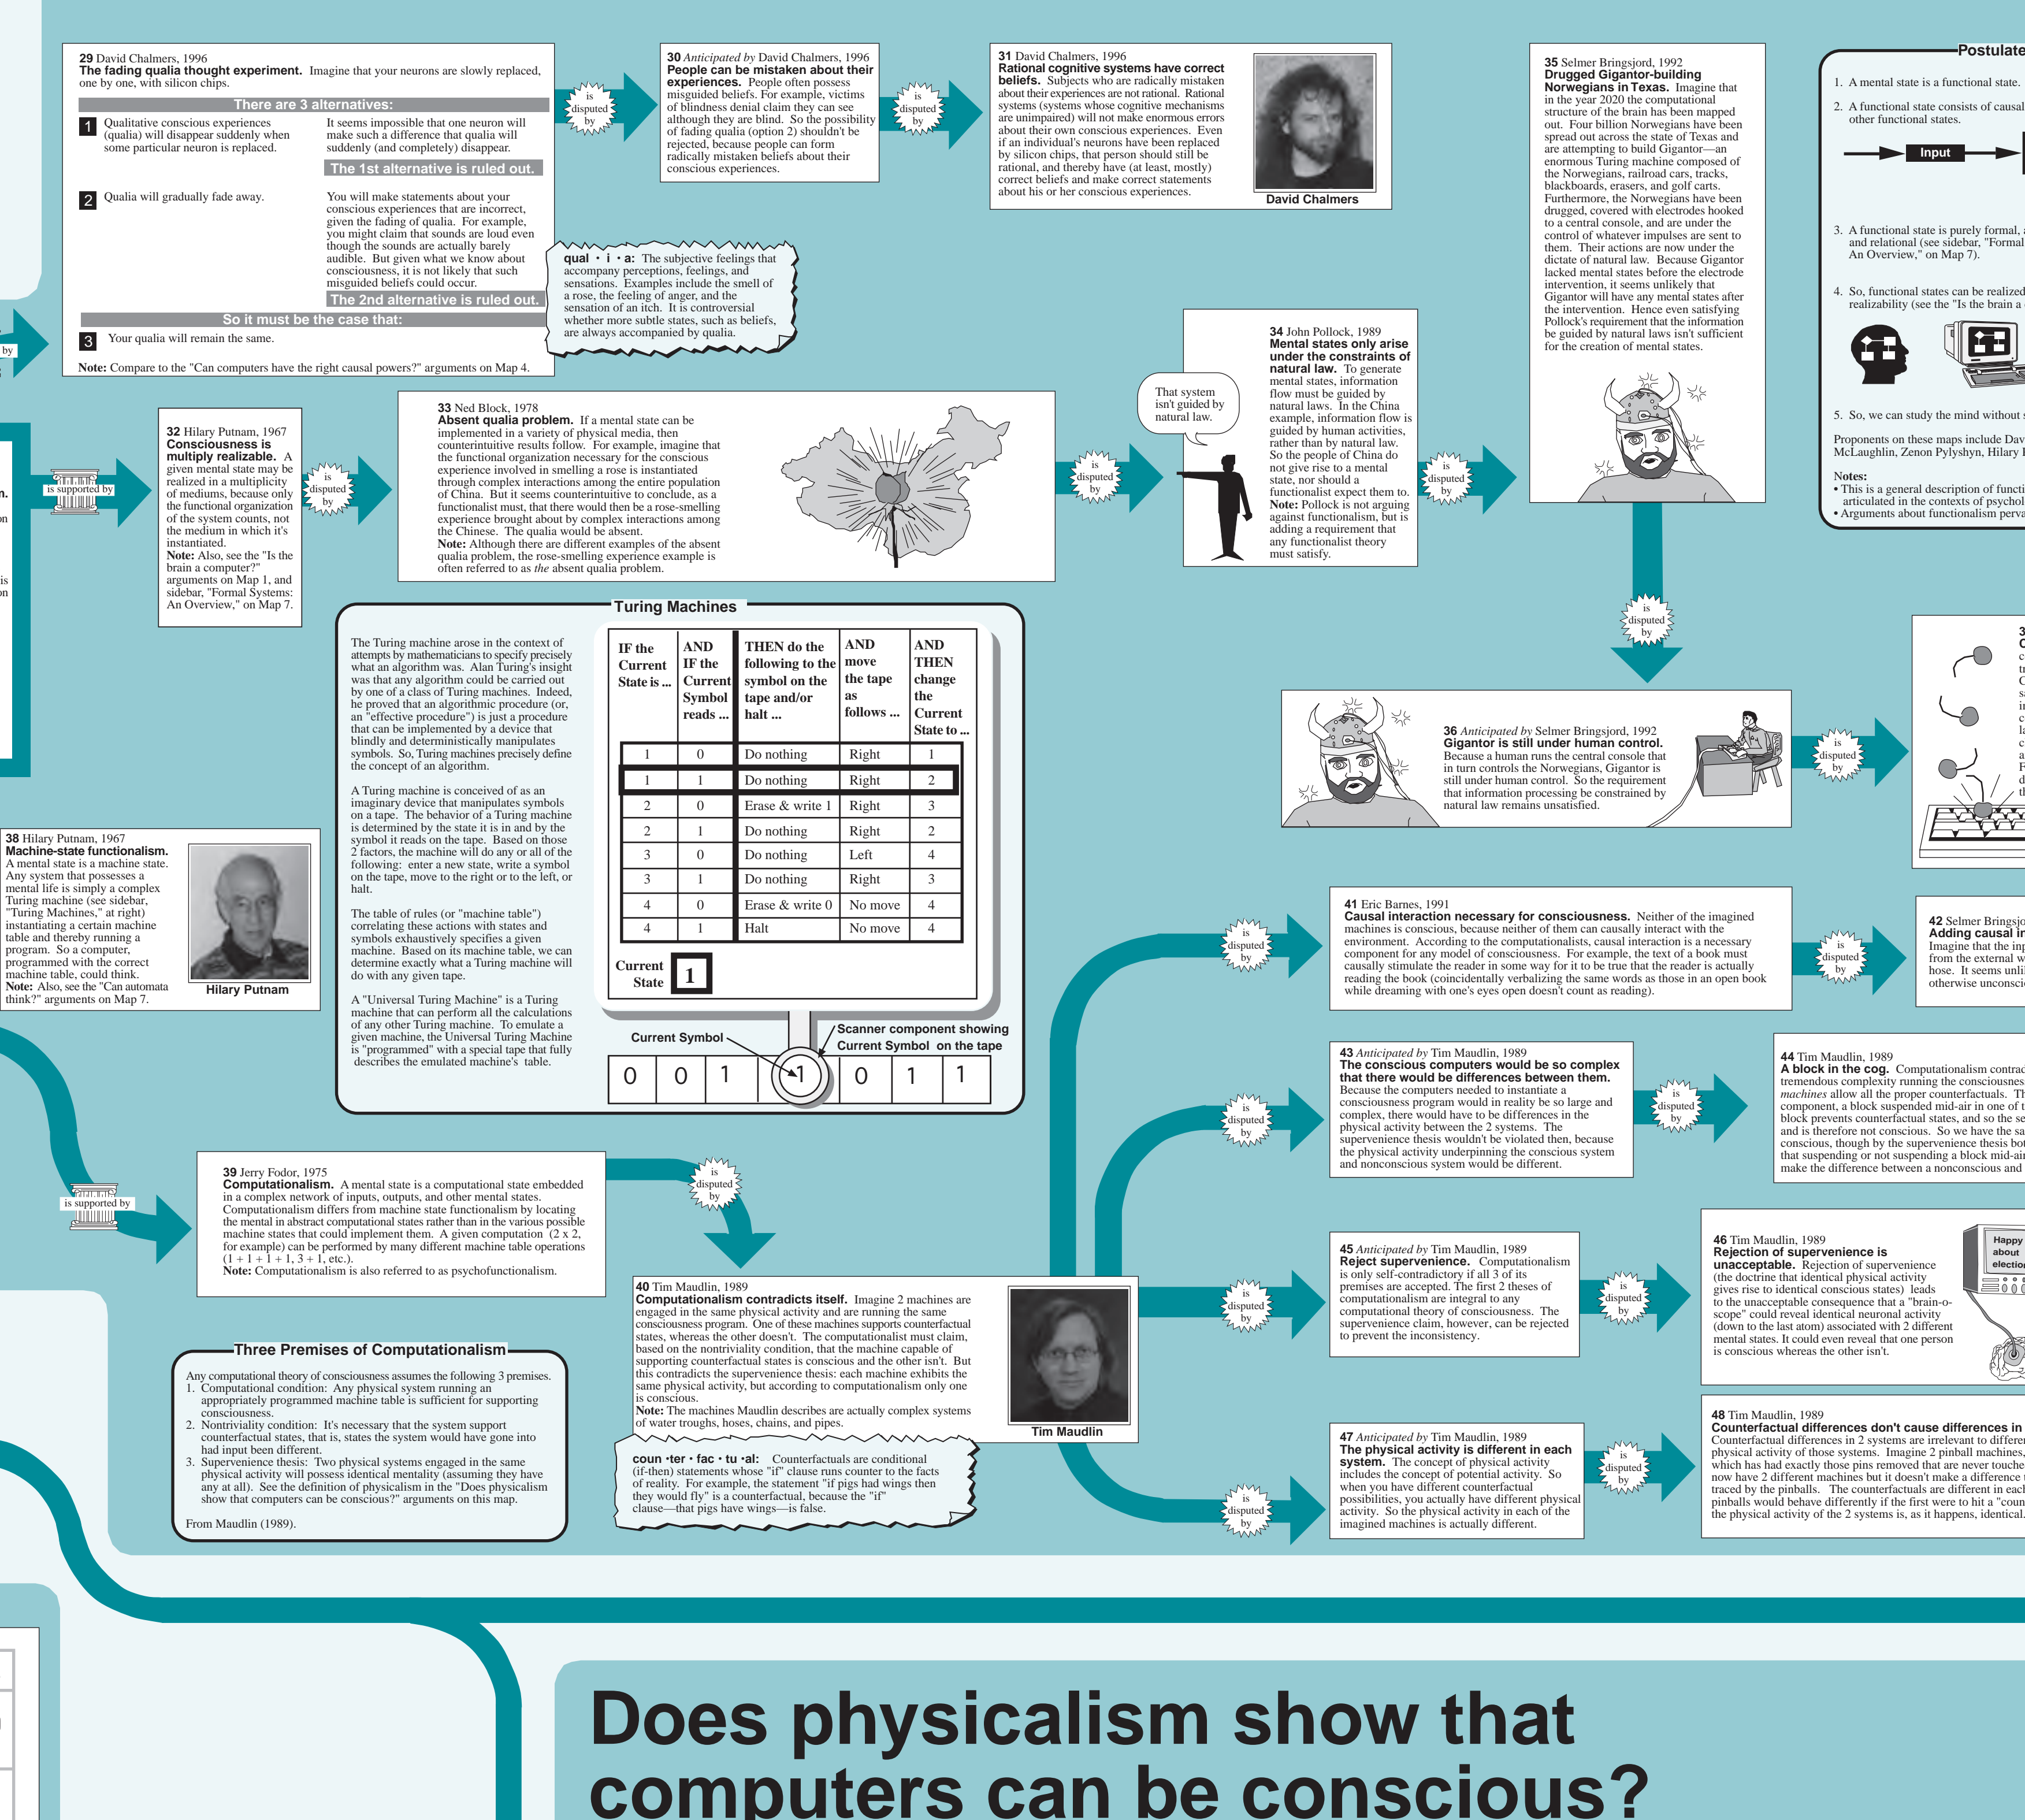 29 David Chalmers, 1996
The fading qualia thought experiment. Imagine that your neurons are slowly replaced,
one by one, with silicon chips.
There are 3 alternatives:
1
Qualitative conscious experiences
(qualia) will disappear suddenly when
some particular neuron is replaced.
It seems impossible that one neuron will
make such a difference that qualia will
suddenly (and completely) disappear.
The 1st alternative is ruled out.
2
Qualia will gradually fade away.
You will make statements about your
conscious experiences that are incorrect,
given the fading of qualia. For example,
you might claim that sounds are loud even
though the sounds are actually barely
audible. But given what we know about
consciousness, it is not likely that such
misguided beliefs could occur.
The 2nd alternative is ruled out.
So it must be the case that:
3
Your qualia will remain the same.
Note: Compare to the "Can computers have the right causal powers?" arguments on Map 4.
by
is
disputed
by
30 Anticipated by David Chalmers, 1996
People can be mistaken about their
experiences. People often possess
misguided beliefs. For example, victims
of blindness denial claim they can see
although they are blind. So the possibility
of fading qualia (option 2) shouldn't be
rejected, because people can form
radically mistaken beliefs about their
conscious experiences.
is
disputed
by
31 David Chalmers, 1996
Rational cognitive systems have correct
beliefs. Subjects who are radically mistaken
about their experiences are not rational. Rational
systems (systems whose cognitive mechanisms
are unimpaired) will not make enormous errors
about their own conscious experiences. Even
if an individual's neurons have been replaced
by silicon chips, that person should still be
rational, and thereby have (at least, mostly)
correct beliefs and make correct statements
about his or her conscious experiences.
David Chalmers
qual • i • a: The subjective feelings that
accompany perceptions, feelings, and
sensations. Examples include the smell of
a rose, the feeling of anger, and the
sensation of an itch. It is controversial
whether more subtle states, such as beliefs,
are always accompanied by qualia.
is supported by
32 Hilary Putnam, 1967
Consciousness is
multiply realizable. A
given mental state may be
realized in a multiplicity
of mediums, because only
the functional organization
of the system counts, not
the medium in which it's
instantiated.
Note: Also, see the "Is the
brain a computer?"
arguments on Map 1, and
sidebar, "Formal Systems:
An Overview," on Map 7.
is
disputed
by
33 Ned Block, 1978
Absent qualia problem. If a mental state can be
implemented in a variety of physical media, then
counterintuitive results follow. For example, imagine that
the functional organization necessary for the conscious
experience involved in smelling a rose is instantiated
through complex interactions among the entire population
of China. But it seems counterintuitive to conclude, as a
functionalist must, that there would then be a rose-smelling
experience brought about by complex interactions among
the Chinese. The qualia would be absent.
Note: Although there are different examples of the absent
qualia problem, the rose-smelling experience example is
often referred to as the absent qualia problem.
is
disputed
by
That system
isn't guided by
natural law.
34 John Pollock, 1989
Mental states only arise
under the constraints of
natural law. To generate
mental states, information
flow must be guided by
natural laws. In the China
example, information flow is
guided by human activities,
rather than by natural law.
So the people of China do
not give rise to a mental
state, nor should a
functionalist expect them to.
Note: Pollock is not arguing
against functionalism, but is
adding a requirement that
any functionalist theory
must satisfy.
is
disputed
by
35 Selmer Bringsjord, 1992
Drugged Gigantor-building
Norwegians in Texas. Imagine that
in the year 2020 the computational
structure of the brain has been mapped
out. Four billion Norwegians have been
spread out across the state of Texas and
are attempting to build Gigantor—an
enormous Turing machine composed of
the Norwegians, railroad cars, tracks,
blackboards, erasers, and golf carts.
Furthermore, the Norwegians have been
drugged, covered with electrodes hooked
to a central console, and are under the
control of whatever impulses are sent to
them. Their actions are now under the
dictate of natural law. Because Gigantor
lacked mental states before the electrode
intervention, it seems unlikely that
Gigantor will have any mental states after
the intervention. Hence even satisfying
Pollock's requirement that the information
be guided by natural laws isn't sufficient
for the creation of mental states.
Postulate
1. A mental state is a functional state.
2. A functional state consists of causal
other functional states.
Input
3. A functional state is purely formal,
and relational (see sidebar, "Formal
An Overview," on Map 7).
4. So, functional states can be realized
realizability (see the "Is the brain a
5. So, we can study the mind without
Proponents on these maps include
McLaughlin, Zenon Pylyshyn, Hilary
Notes:
• This is a general description of
articulated in the contexts of
• Arguments about functionalism
is
disputed
by
36 Anticipated by Selmer Bringsjord, 1992
Gigantor is still under human control.
Because a human runs the central console that
in turn controls the Norwegians, Gigantor is
still under human control. So the requirement
that information processing be constrained by
natural law remains unsatisfied.
is
disputed
by
Turing Machines
The Turing machine arose in the context of
attempts by mathematicians to specify precisely
what an algorithm was. Alan Turing's insight
was that any algorithm could be carried out
by one of a class of Turing machines. Indeed,
he proved that an algorithmic procedure (or,
an "effective procedure") is just a procedure
that can be implemented by a device that
blindly and deterministically manipulates
symbols. So, Turing machines precisely define
the concept of an algorithm.
A Turing machine is conceived of as an
imaginary device that manipulates symbols
on a tape. The behavior of a Turing machine
is determined by the state it is in and by the
symbol it reads on the tape. Based on those
2 factors, the machine will do any or all of the
following: enter a new state, write a symbol
on the tape, move to the right or to the left, or
halt.
The table of rules (or "machine table")
correlating these actions with states and
symbols exhaustively specifies a given
machine. Based on its machine table, we can
determine exactly what a Turing machine will
do with any given tape.
A "Universal Turing Machine" is a Turing
machine that can perform all the calculations
of any other Turing machine. To emulate a
given machine, the Universal Turing Machine
is "programmed" with a special tape that fully
describes the emulated machine's table.
IF the
Current
State is ...
AND
IF the
Current
Symbol
reads ...
THEN do the
following to the
symbol on the
tape and/or
halt ...
AND
move
the tape
as
follows ...
AND
THEN
change
the
Current
State to ...
1 0 Do nothing Right 1
1 1 Do nothing Right 2
2 0 Erase & write 1 Right 3
2 1 Do nothing Right 2
3 0 Do nothing Left 4
3 1 Do nothing Right 3
4 0 Erase & write 0 No move 4
4 1 Halt No move 4
Current
State
1
Current Symbol
Scanner component showing
Current Symbol on the tape
0 0 1 1 0 1 1
38 Hilary Putnam, 1967
Machine-state functionalism.
A mental state is a machine state.
Any system that possesses a
mental life is simply a complex
Turing machine (see sidebar,
"Turing Machines," at right)
instantiating a certain machine
table and thereby running a
program. So a computer,
programmed with the correct
machine table, could think.
Note: Also, see the "Can automata
think?" arguments on Map 7.
Hilary Putnam
is supported by
39 Jerry Fodor, 1975
Computationalism. A mental state is a computational state embedded
in a complex network of inputs, outputs, and other mental states.
Computationalism differs from machine state functionalism by locating
the mental in abstract computational states rather than in the various possible
machine states that could implement them. A given computation (2 x 2,
for example) can be performed by many different machine table operations
(1 + 1 + 1 + 1, 3 + 1, etc.).
Note: Computationalism is also referred to as psychofunctionalism.
is
disputed
by
40 Tim Maudlin, 1989
Computationalism contradicts itself. Imagine 2 machines are
engaged in the same physical activity and are running the same
consciousness program. One of these machines supports counterfactual
states, whereas the other doesn't. The computationalist must claim,
based on the nontriviality condition, that the machine capable of
supporting counterfactual states is conscious and the other isn't. But
this contradicts the supervenience thesis: each machine exhibits the
same physical activity, but according to computationalism only one
is conscious.
Note: The machines Maudlin describes are actually complex systems
of water troughs, hoses, chains, and pipes.
Tim Maudlin
coun •ter • fac • tu •al: Counterfactuals are conditional
(if-then) statements whose "if" clause runs counter to the facts
of reality. For example, the statement "if pigs had wings then
they would fly" is a counterfactual, because the "if"
clause—that pigs have wings—is false.
Three Premises of Computationalism
Any computational theory of consciousness assumes the following 3 premises.
1. Computational condition: Any physical system running an
appropriately programmed machine table is sufficient for supporting
consciousness.
2. Nontriviality condition: It's necessary that the system support
counterfactual states, that is, states the system would have gone into
had input been different.
3. Supervenience thesis: Two physical systems engaged in the same
physical activity will possess identical mentality (assuming they have
any at all). See the definition of physicalism in the "Does physicalism
show that computers can be conscious?" arguments on this map.
From Maudlin (1989).
is
disputed
by
41 Eric Barnes, 1991
Causal interaction necessary for consciousness. Neither of the imagined
machines is conscious, because neither of them can causally interact with the
environment. According to the computationalists, causal interaction is a necessary
component for any model of consciousness. For example, the text of a book must
causally stimulate the reader in some way for it to be true that the reader is actually
reading the book (coincidentally verbalizing the same words as those in an open book
while dreaming with one's eyes open doesn't count as reading).
is
disputed
by
42 Selmer
Adding causal
Imagine that the
from the external
hose. It seems
otherwise
is
disputed
by
43 Anticipated by Tim Maudlin, 1989
The conscious computers would be so complex
that there would be differences between them.
Because the computers needed to instantiate a
consciousness program would in reality be so large and
complex, there would have to be differences in the
physical activity between the 2 systems. The
supervenience thesis wouldn't be violated then, because
the physical activity underpinning the conscious system
and nonconscious system would be different.
is
disputed
by
44 Tim Maudlin, 1989
A block in the cog. Computationalism
tremendous complexity running the
machines allow all the proper counterfactuals.
component, a block suspended mid-air in one of
block prevents counterfactual states, and so the
and is therefore not conscious. So we have the
conscious, though by the supervenience thesis
that suspending or not suspending a block
make the difference between a nonconscious and
is
disputed
by
45 Anticipated by Tim Maudlin, 1989
Reject supervenience. Computationalism
is only self-contradictory if all 3 of its
premises are accepted. The first 2 theses of
computationalism are integral to any
computational theory of consciousness. The
supervenience claim, however, can be rejected
to prevent the inconsistency.
is
disputed
by
46 Tim Maudlin, 1989
Rejection of supervenience is
unacceptable. Rejection of supervenience
(the doctrine that identical physical activity
gives rise to identical conscious states) leads
to the unacceptable consequence that a "brain-o-
scope" could reveal identical neuronal activity
(down to the last atom) associated with 2 different
mental states. It could even reveal that one person
is conscious whereas the other isn't.
Happy
about
is
disputed
by
47 Anticipated by Tim Maudlin, 1989
The physical activity is different in each
system. The concept of physical activity
includes the concept of potential activity. So
when you have different counterfactual
possibilities, you actually have different physical
activity. So the physical activity in each of the
imagined machines is actually different.
is
disputed
by
48 Tim Maudlin, 1989
Counterfactual differences don't cause differences in
Counterfactual differences in 2 systems are irrelevant to
physical activity of those systems. Imagine 2 pinball machines,
which has had exactly those pins removed that are never
now have 2 different machines but it doesn't make a difference
traced by the pinballs. The counterfactuals are different in
pinballs would behave differently if the first were to hit a
the physical activity of the 2 systems is, as it happens, identical.
Does physicalism show that
computers can be conscious?